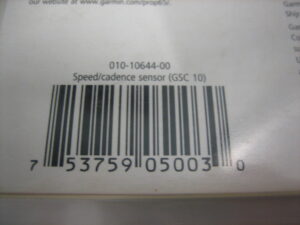 our website at www.garmin.com/prop65/.
010-10644-00
Speed/cadence sensor (GSC 10)
7 53759 05003 0